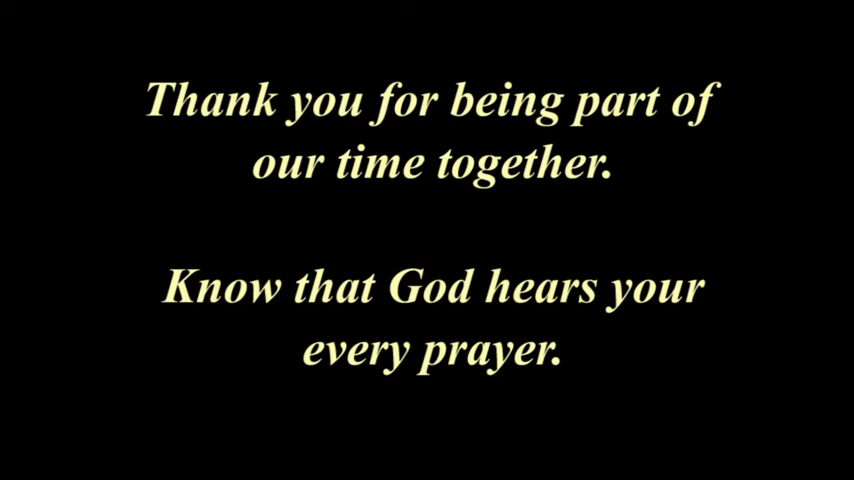 Thank you for being part of
our time together.
Know that God hears your
every prayer.